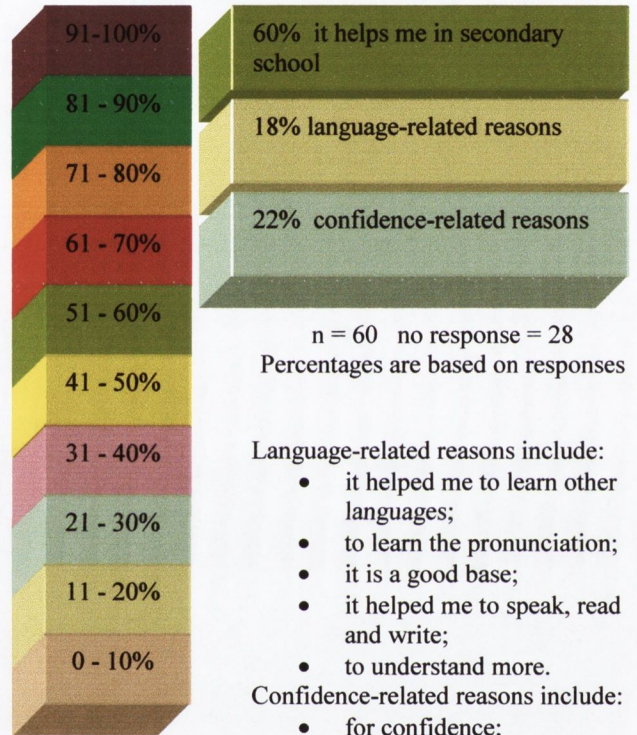 91-100%
81 - 90%
71 - 80%
61 - 70%
51 - 60%
41 - 50%
31 - 40%
21 - 30%
11 - 20%
0 - 10%
60% it helps me in secondary
school
18% language-related reasons
22% confidence-related reasons
n = 60 no response = 28
Percentages are based on responses
Language-related reasons include:
• it helped me to learn other
languages;
• to learn the pronunciation;
• it is a good base;
• it helped me to speak, read
and write;
• to understand more.
Confidence-related reasons include:
• for confidence;